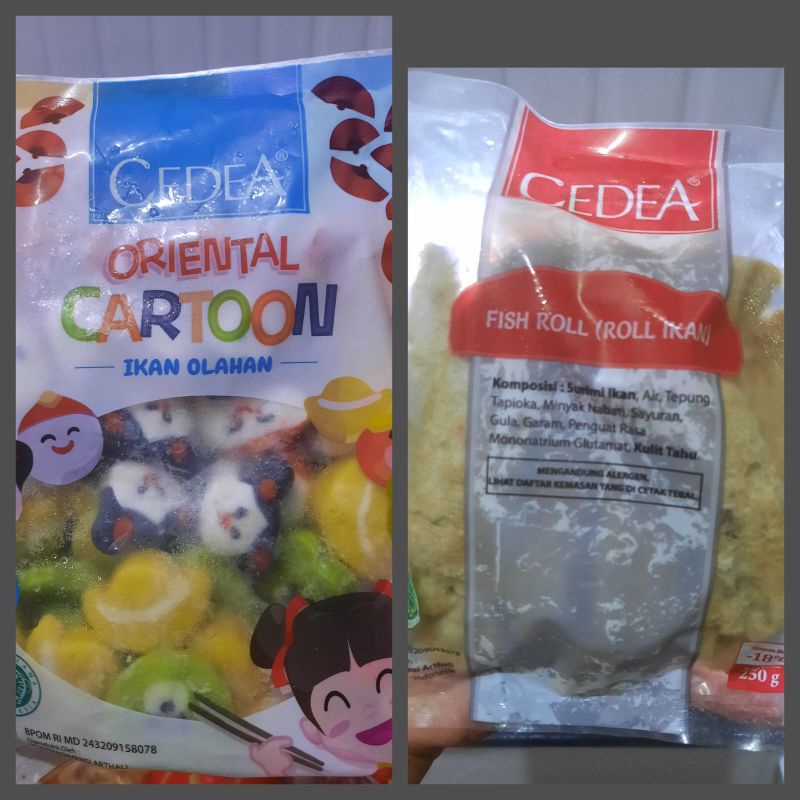 CEDEA®
ORIENTAL
CARTOON
IKAN OLAHAN
BPOM RI MD 243209158078
CEDEA®
FISH ROLL (ROLL IKAN)
Komposisi : Surimi Ikan, Air, Tepung
Tapioka, Minyak Nabati, Sayuran,
Gula, Garam, Penguat Rasa
Mononatrium Glutamat, Kulit Tahu
MENGANDUNG ALERGEN,
LIHAT DAFTAR KEMASAN YANG DI CETAK TEBAL
Indonesia
-18°
250 g